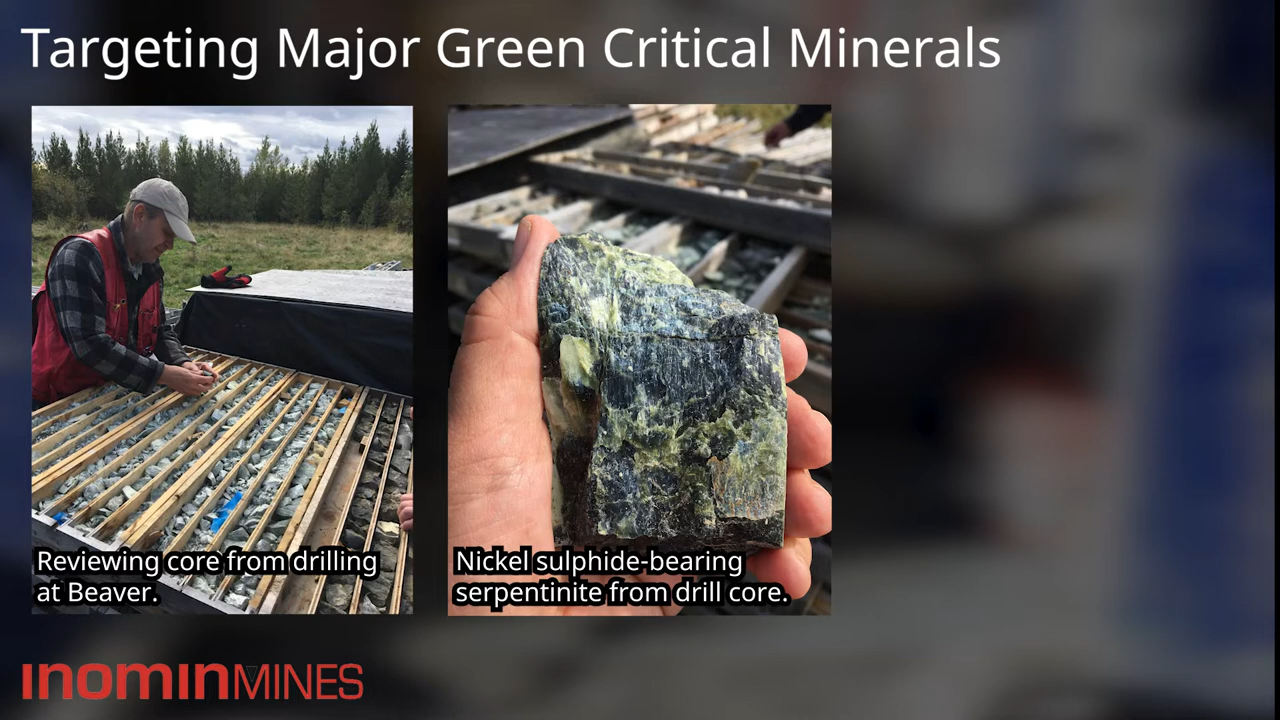 Targeting Major Green Critical Minerals
Reviewing core from drilling
at Beaver.
Nickel sulphide-bearing
serpentinite from drill core.
INOMINMINES